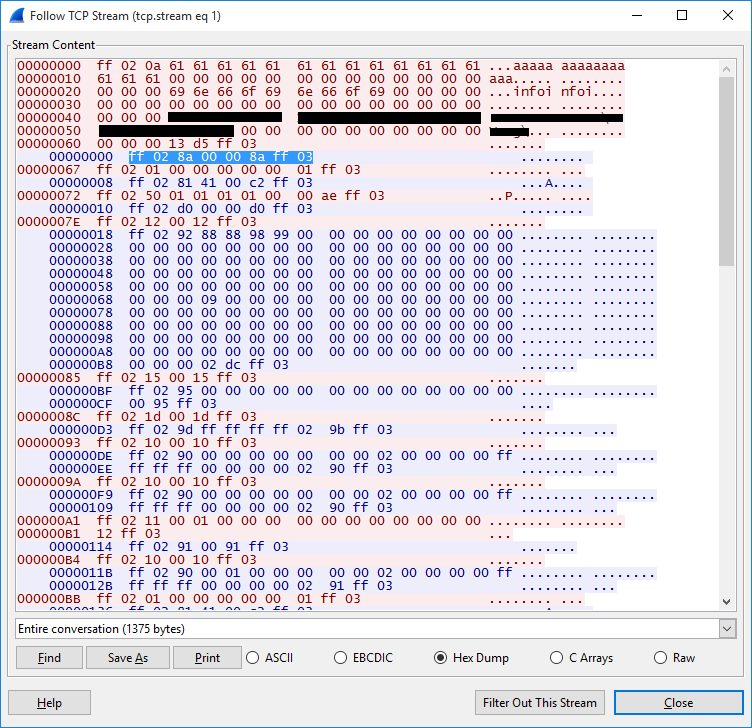 Follow TCP Stream (tcp.stream eq 1)
Stream Content
00000000 ff 02 0a 61 61 61 61 61 61 61 61 61 61 61 61 61 ...aaaaa aaaaaaaa
00000010 61 61 61 00 00 00 00 00 00 00 00 00 00 00 00 00 aaa..... ........
00000020 00 00 00 69 6e 66 6f 69 6e 66 6f 69 00 00 00 00 ...infoi nfoi....
00000030 00 00 00 00 00 00 00 00 00 00 00 00 00 00 00 00 ........ ........
00000040 00 00 00
00000050 00 00 00 00 00 00 00 00 00 00
00000060 00 00 00 13 d5 ff 03 .......
00000000 ff 02 8a 00 00 8a ff 03 ........
00000067 ff 02 01 00 00 00 00 00 01 ff 03 ........ ...
00000008 ff 02 81 41 00 c2 ff 03 ...A....
00000072 ff 02 50 01 01 01 01 00 00 ae ff 03 ..P..... ....
00000010 ff 02 d0 00 00 d0 ff 03 ........
0000007E ff 02 12 00 12 ff 03 .......
00000018 ff 02 92 88 88 98 99 00 00 00 00 00 00 00 00 00 ........ ........
00000028 00 00 00 00 00 00 00 00 00 00 00 00 00 00 00 00 ........ ........
00000038 00 00 00 00 00 00 00 00 00 00 00 00 00 00 00 00 ........ ........
00000048 00 00 00 00 00 00 00 00 00 00 00 00 00 00 00 00 ........ ........
00000058 00 00 00 00 00 00 00 00 00 00 00 00 00 00 00 00 ........ ........
00000068 00 00 00 09 00 00 00 00 00 00 00 00 00 00 00 00 ........ ........
00000078 00 00 00 00 00 00 00 00 00 00 00 00 00 00 00 00 ........ ........
00000088 00 00 00 00 00 00 00 00 00 00 00 00 00 00 00 00 ........ ........
00000098 00 00 00 00 00 00 00 00 00 00 00 00 00 00 00 00 ........ ........
000000A8 00 00 00 00 00 00 00 00 00 00 00 00 00 00 00 00 ........ ........
000000B8 00 00 00 02 dc ff 03 .......
00000085 ff 02 15 00 15 ff 03 .......
000000BF ff 02 95 00 00 00 00 00 00 00 00 00 00 00 00 00 ........ ........
000000CF 00 95 ff 03 ....
0000008C ff 02 1d 00 1d ff 03 .......
000000D3 ff 02 9d ff ff ff ff 02 9b ff 03 ........ ...
00000093 ff 02 10 00 10 ff 03 .......
000000DE ff 02 90 00 00 00 00 00 00 00 02 00 00 00 00 ff ........ ........
000000EE ff ff ff 00 00 00 00 02 90 ff 03 ........ ...
0000009A ff 02 10 00 10 ff 03 .......
000000F9 ff 02 90 00 00 00 00 00 00 00 02 00 00 00 00 ff ........ ........
00000109 ff ff ff 00 00 00 00 02 90 ff 03 ........ ...
000000A1 ff 02 11 00 01 00 00 00 00 00 00 00 00 00 00 00 ........ ........
000000B1 12 ff 03 ...
00000114 ff 02 91 00 91 ff 03 .......
000000B4 ff 02 10 00 10 ff 03 .......
0000011B ff 02 90 00 01 00 00 00 00 00 02 00 00 00 00 ff ........ ........
0000012B ff ff ff 00 00 00 00 02 91 ff 03 ........ ...
000000BB ff 02 01 00 00 00 00 00 01 ff 03 ........ ...
Entire conversation (1375 bytes)
Find Save As Print ASCII EBCDIC Hex Dump C Arrays Raw
Help Filter Out This Stream Close